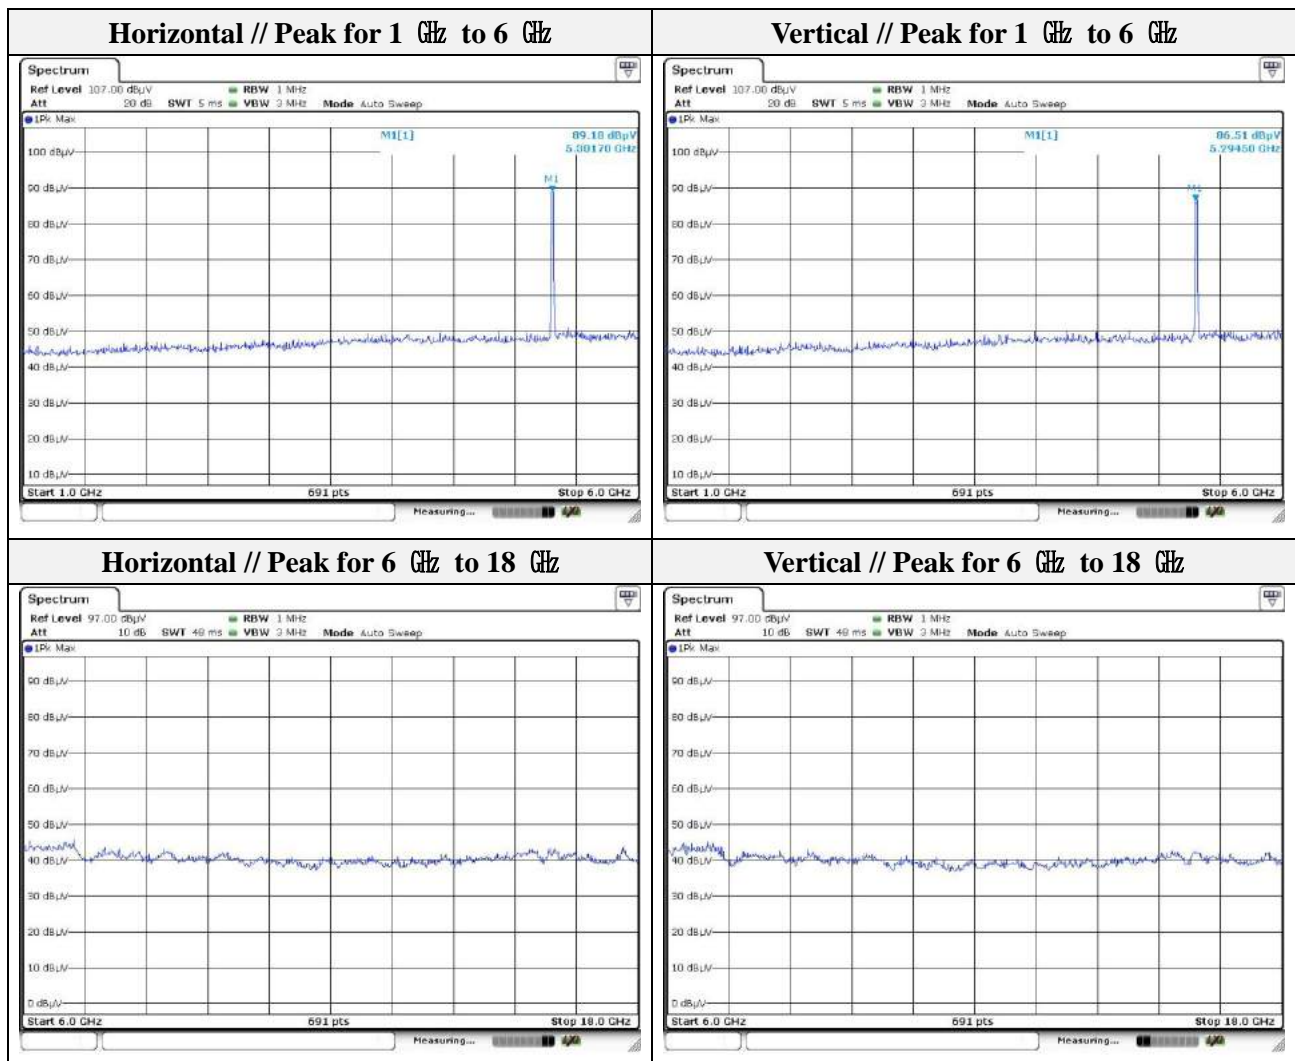 Horizontal // Peak for 1 ㎓ to 6 ㎓
Vertical // Peak for 1 ㎓ to 6 ㎓
Spectrum
Ref Level 107.00 dBµV RBW 1 MHz
Att 20 dB SWT 5 ms VBW 3 MHz Mode Auto Sweep
1Pk Max
M1[1] 89.18 dBµV
GHz
100 dBµV
M1
90 dBµV
80 dBµV
70 dBµV
60 dBµV
50 dBµV
40 dBµV
30 dBµV
20 dBµV
10 dBµV
Start 1.0 GHz 691 pts Stop 6.0 GHz
Measuring...
Spectrum
Ref Level 107.00 dBµV RBW 1 MHz
Att 20 dB SWT 5 ms VBW 3 MHz Mode Auto Sweep
1Pk Max
M1[1] 86.51 dBµV
5.29450 GHz
100 dBµV
M1
90 dBµV
80 dBµV
70 dBµV
60 dBµV
50 dBµV
40 dBµV
30 dBµV
20 dBµV
10 dBµV
Start 1.0 GHz 691 pts Stop 6.0 GHz
Measuring...
Horizontal // Peak for 6 ㎓ to 18 ㎓
Vertical // Peak for 6 ㎓ to 18 ㎓
Spectrum
Ref Level 97.00 dBµV RBW 1 MHz
Att 10 dB SWT 48 ms VBW 3 MHz Mode Auto Sweep
1Pk Max
90 dBµV
80 dBµV
70 dBµV
60 dBµV
50 dBµV
40 dBµV
30 dBµV
20 dBµV
10 dBµV
0 dBµV
Start 6.0 GHz 691 pts Stop 18.0 GHz
Measuring...
Spectrum
Ref Level 97.00 dBµV RBW 1 MHz
Att 10 dB SWT 48 ms VBW 3 MHz Mode Auto Sweep
1Pk Max
90 dBµV
80 dBµV
70 dBµV
60 dBµV
50 dBµV
40 dBµV
30 dBµV
20 dBµV
10 dBµV
0 dBµV
Start 6.0 GHz 691 pts Stop 18.0 GHz
Measuring...